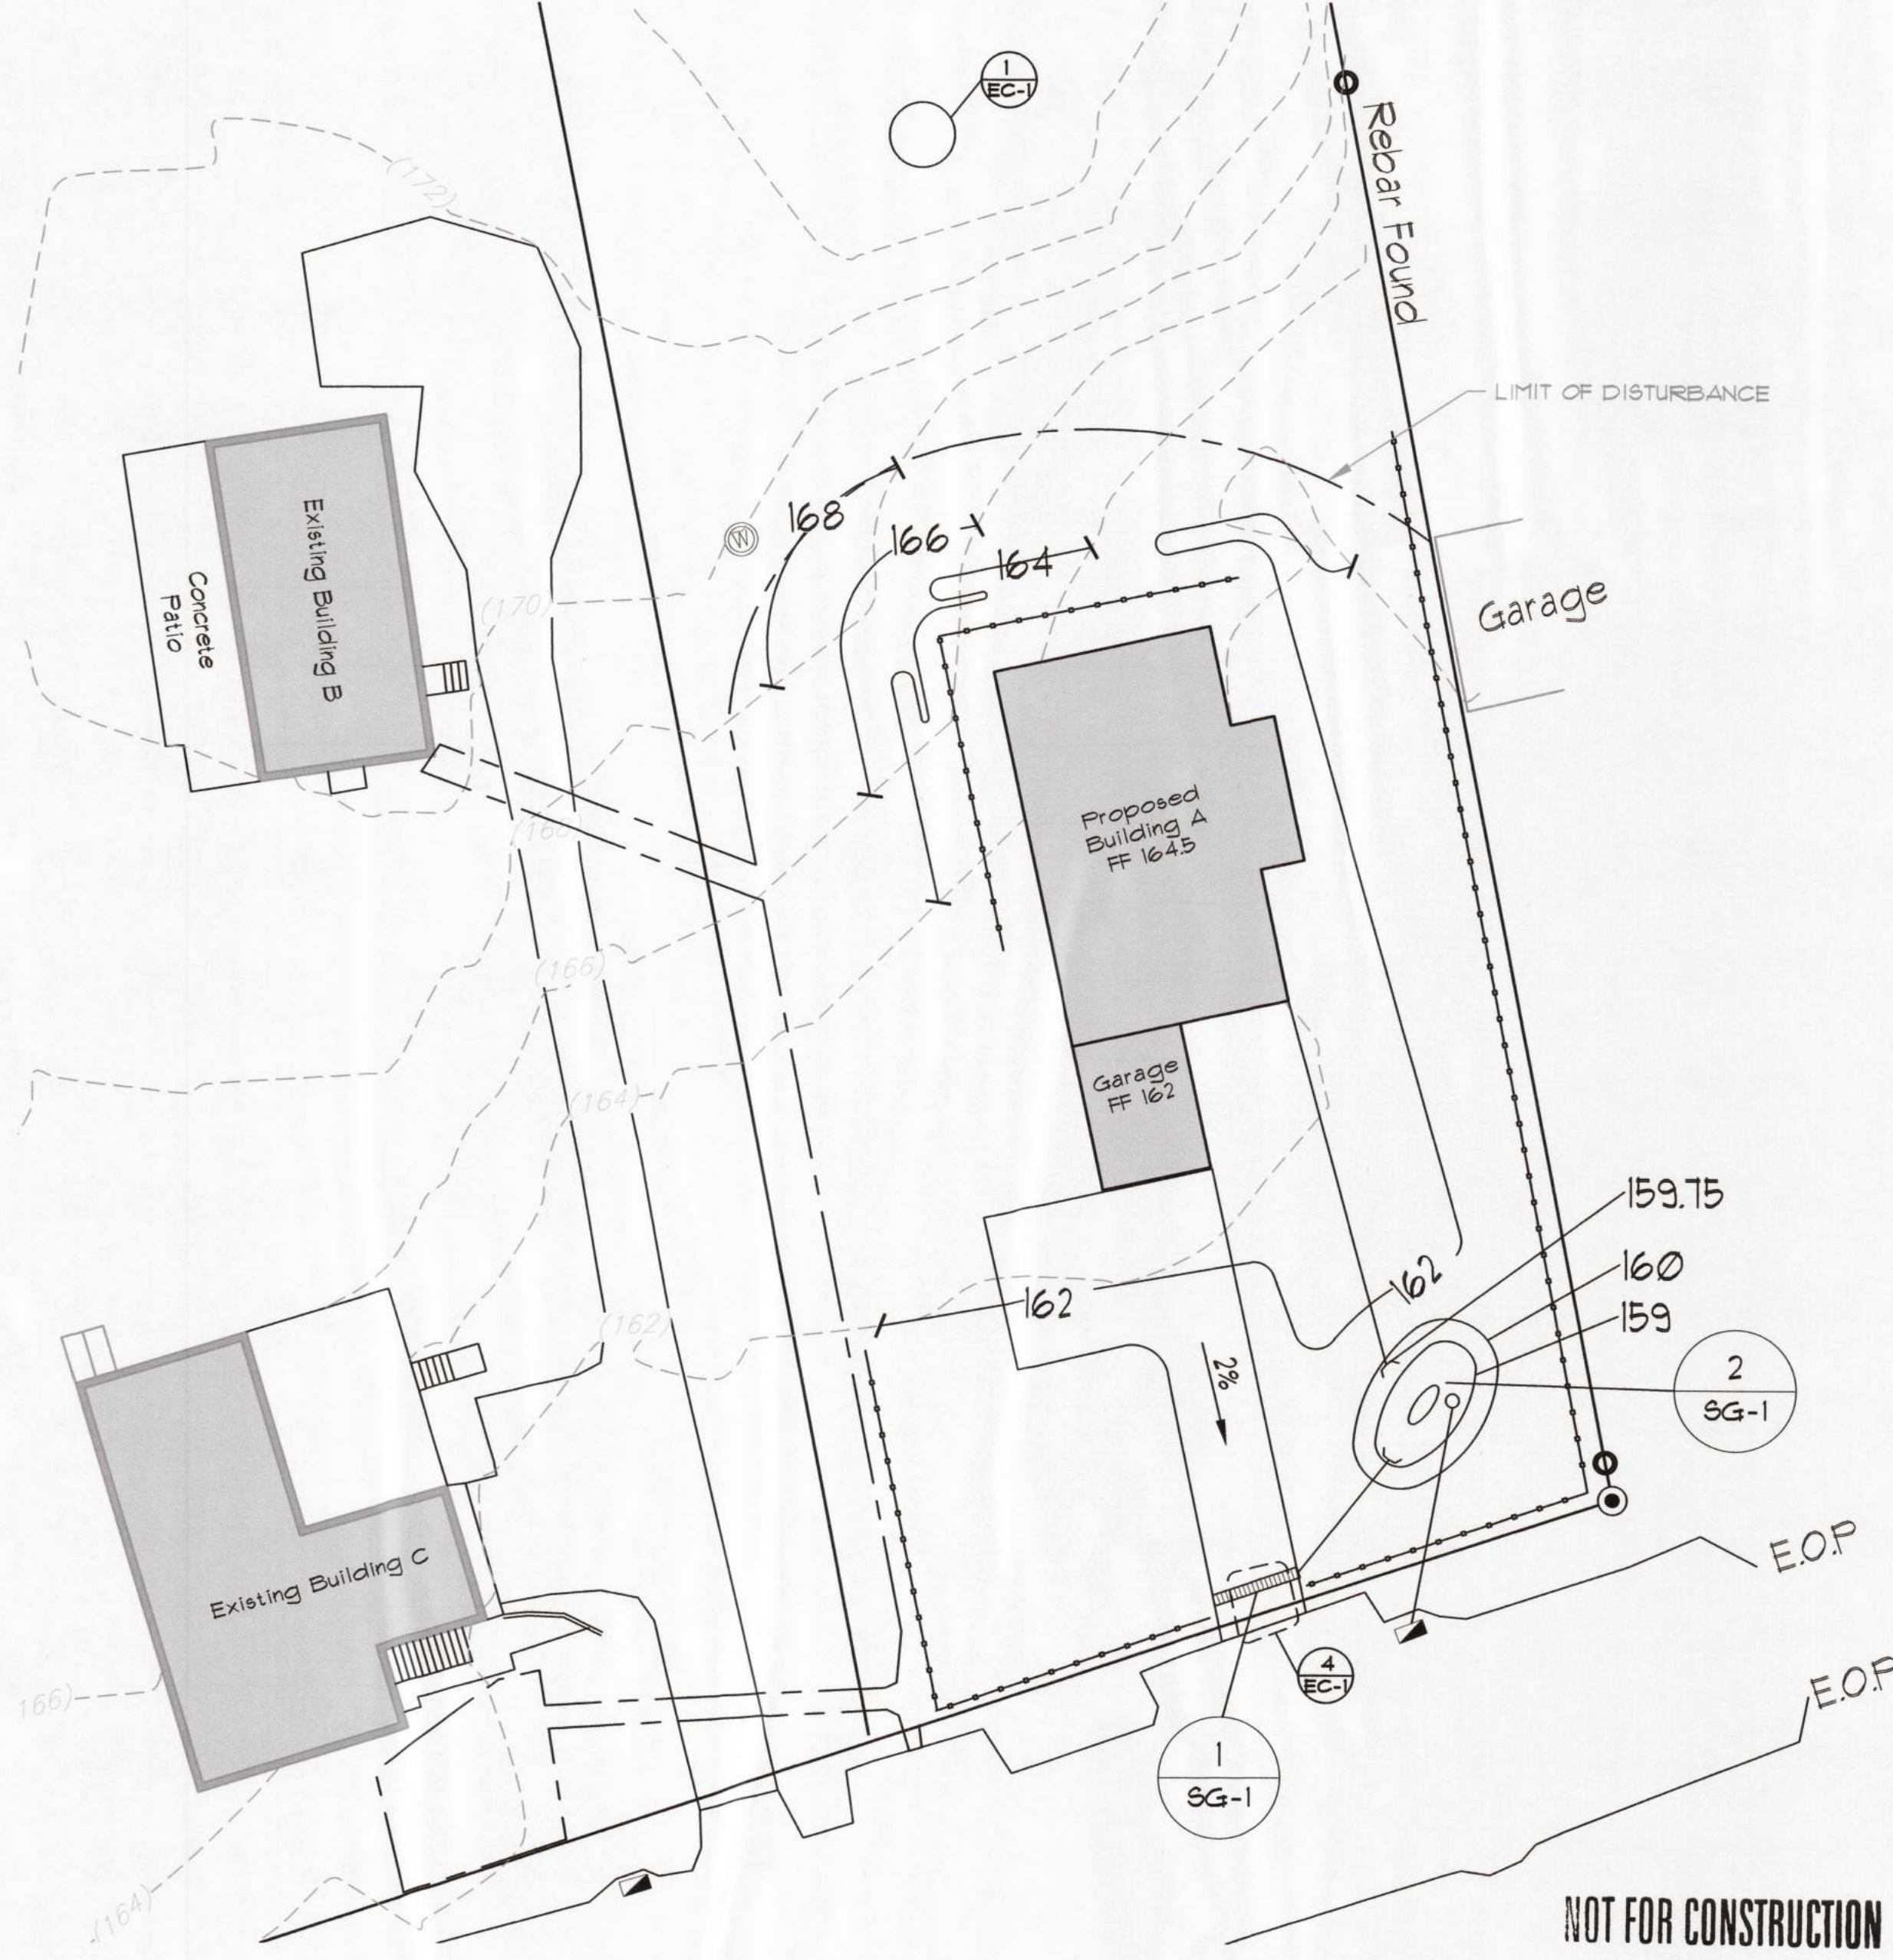 1
EC-1
Rebar Found
(172)
LIMIT OF DISTURBANCE
168
166
164
W
Existing Building B
Concrete
Patio
(170)
Garage
Proposed
Building A
FF 164.5
(168)
(166)
Garage
FF 162
(164)
159.75
160
159
162
162
(162)
2%
2
SG-1
Existing Building C
E.O.P
4
EC-1
E.O.P
166)
1
SG-1
(164)
NOT FOR CONSTRUCTION